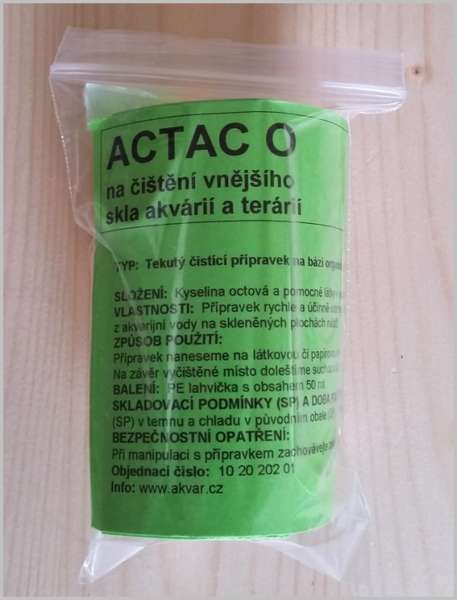 ACTAC O
na čištění vnějšího
skla akvárií a terárií
TYP: Tekutý čisticí přípravek na bázi
SLOŽENÍ: Kyselina octová a pomocné
VLASTNOSTI: Přípravek rychle a účinně
z akvarijní vody na skleněných plochách
ZPŮSOB POUŽITÍ:
Přípravek naneseme na látkovou či
Na závěr vyčištěné místo doleštíme
BALENÍ: PE lahvička s obsahem 50 ml
SKLADOVACÍ PODMÍNKY (SP) A DOBA
(SP) v temnu a chladu v původním obale
BEZPEČNOSTNÍ OPATŘENÍ:
Při manipulaci s přípravkem zachovávejte
Objednací číslo: 10 20 202 01
Info: www.akvar.cz